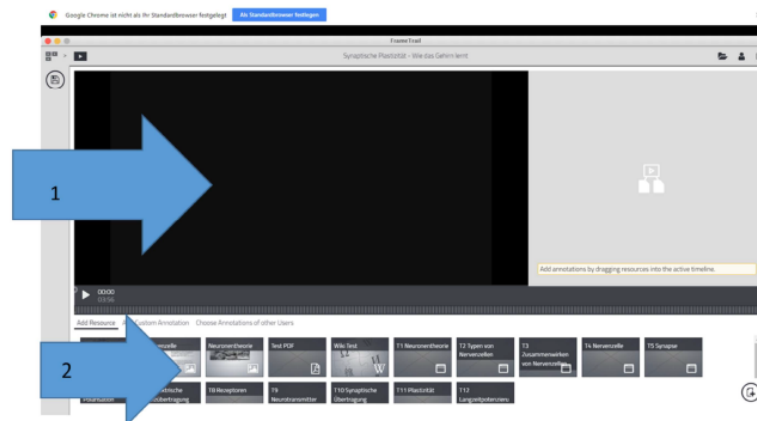 Google Chrome ist nicht als Ihr Standardbrowser festgelegt Als Standardbrowser festlegen
FrameTrail
Synaptische Plastizität - Wie das Gehirn lernt
1
Add annotations by dragging resources into the active timeline.
00:00
03:56
Add Resource Custom Annotation Choose Annotations of other Users
Neuronentheorie Test PDF Wiki Test T1 Neuronentheorie T2 Typen von Nervenzellen T3 Zusammenwirken von Nervenzellen T4 Nervenzelle T5 Synapse
W
2
T8 Rezeptoren T9 Neurotransmitter T10 Synaptische Übertragung T11 Plastizität T12 Langzeitpotenzierung